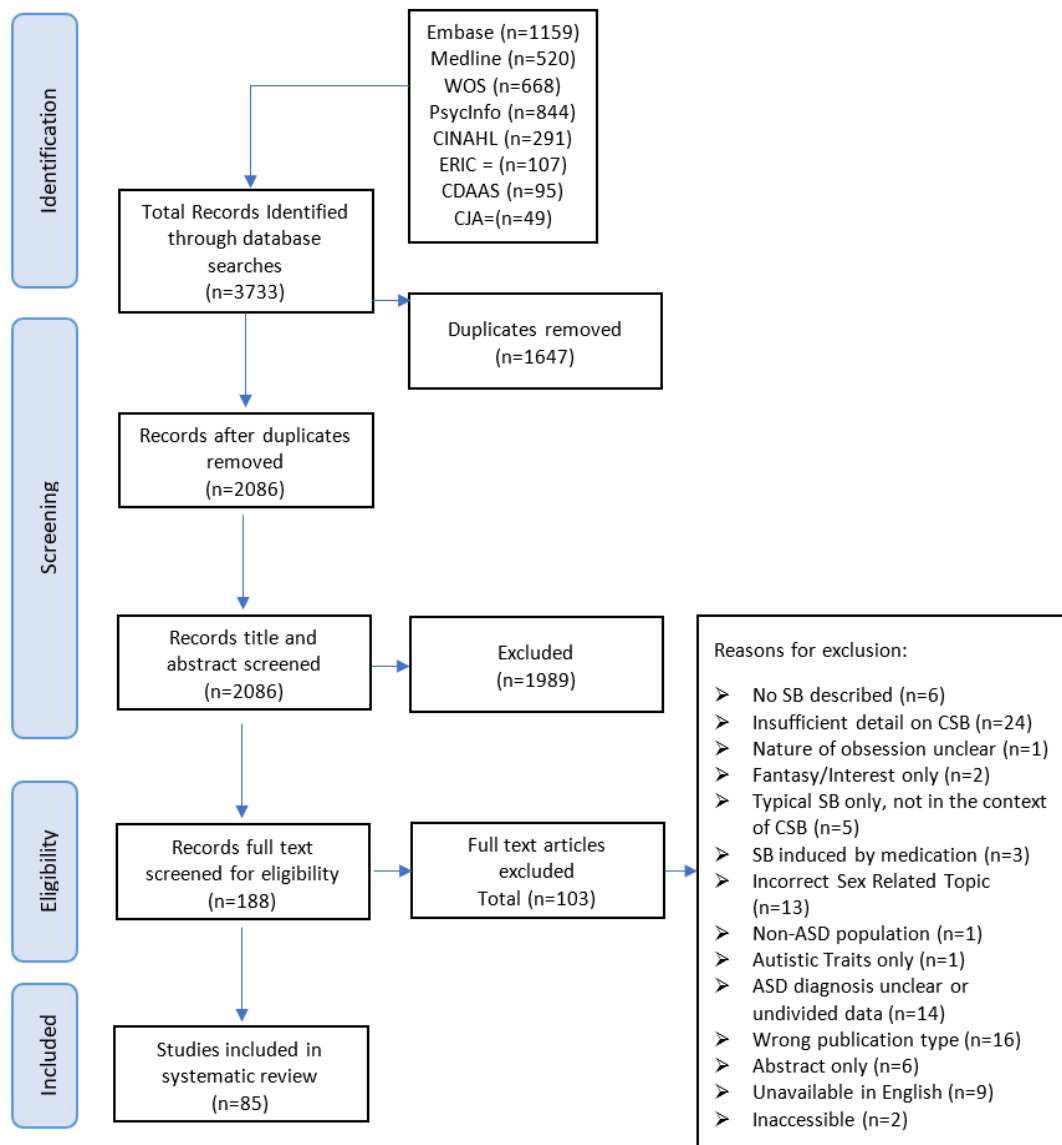 Identification
Embase (n=1159)
Medline (n=520)
WOS (n=668)
PsycInfo (n=844)
CINAHL (n=291)
ERIC = (n=107)
CDAAS (n=95)
CJA=(n=49)
Total Records Identified
through database
searches
(n=3733)
Screening
Duplicates removed
(n=1647)
Records after duplicates
removed
(n=2086)
Records title and
abstract screened
(n=2086)
Excluded
(n=1989)
Eligibility
Records full text
screened for eligibility
(n=188)
Full text articles
excluded
Total (n=103)
Reasons for exclusion:
➢ No SB described (n=6)
➢ Insufficient detail on CSB (n=24)
➢ Nature of obsession unclear (n=1)
➢ Fantasy/Interest only (n=2)
➢ Typical SB only, not in the context
of CSB (n=5)
➢ SB induced by medication (n=3)
➢ Incorrect Sex Related Topic
(n=13)
➢ Non-ASD population (n=1)
➢ Autistic Traits only (n=1)
➢ ASD diagnosis unclear or
undivided data (n=14)
➢ Wrong publication type (n=16)
➢ Abstract only (n=6)
➢ Unavailable in English (n=9)
➢ Inaccessible (n=2)
Included
Studies included in
systematic review
(n=85)